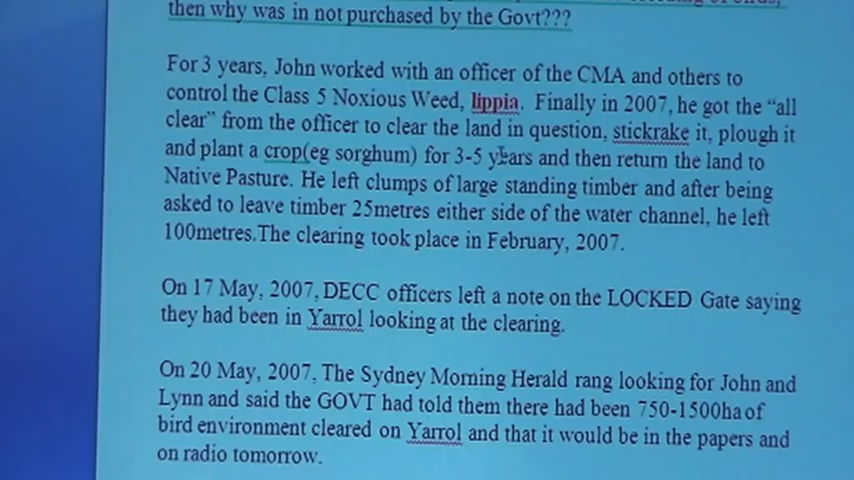 then why was in not purchased by the Govt???
For 3 years, John worked with an officer of the CMA and others to
control the Class 5 Noxious Weed, lippia. Finally in 2007, he got the “all
clear” from the officer to clear the land in question, stickrake it, plough it
and plant a crop(eg sorghum) for 3-5 years and then return the land to
Native Pasture. He left clumps of large standing timber and after being
asked to leave timber 25metres either side of the water channel, he left
100metres.The clearing took place in February, 2007.
On 17 May, 2007, DECC officers left a note on the LOCKED Gate saying
they had been in Yarrol looking at the clearing.
On 20 May, 2007, The Sydney Morning Herald rang looking for John and
Lynn and said the GOVT had told them there had been 750-1500ha of
bird environment cleared on Yarrol and that it would be in the papers and
on radio tomorrow.